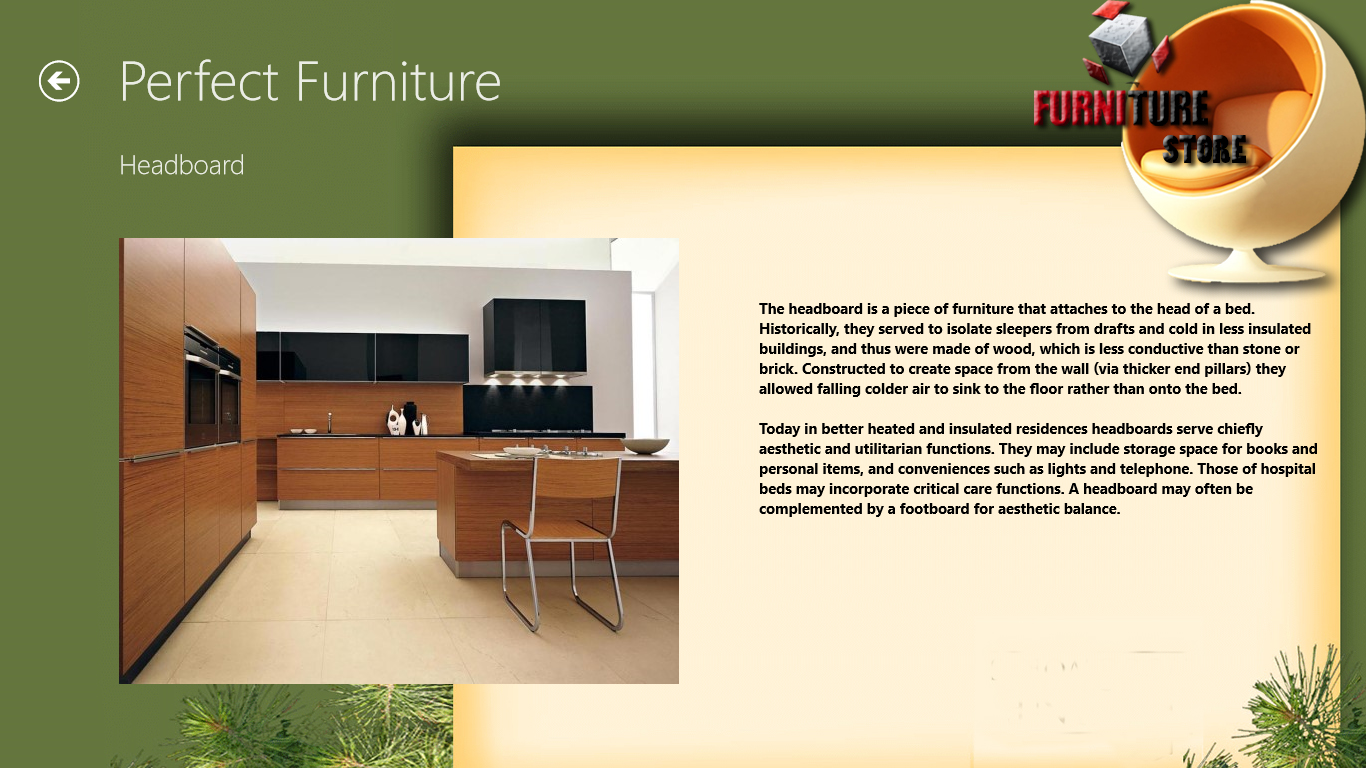 Perfect Furniture
Headboard
FURNITURE
STORE
The headboard is a piece of furniture that attaches to the head of a bed.
Historically, they served to isolate sleepers from drafts and cold in less insulated
buildings, and thus were made of wood, which is less conductive than stone or
brick. Constructed to create space from the wall (via thicker end pillars) they
allowed falling colder air to sink to the floor rather than onto the bed.
Today in better heated and insulated residences headboards serve chiefly
aesthetic and utilitarian functions. They may include storage space for books and
personal items, and conveniences such as lights and telephone. Those of hospital
beds may incorporate critical care functions. A headboard may often be
complemented by a footboard for aesthetic balance.